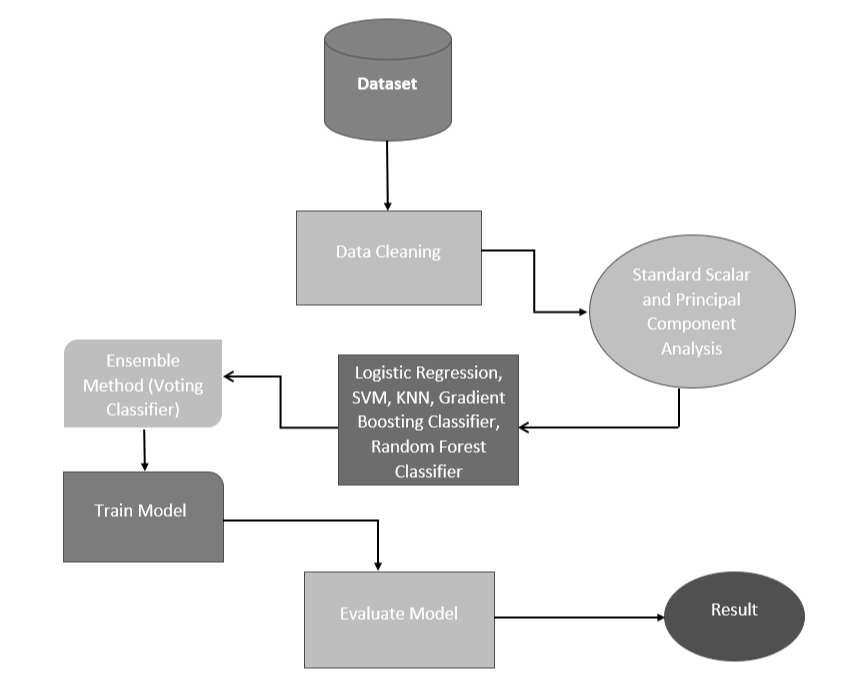 Dataset
Data Cleaning
Standard Scalar
and Principal
Component
Analysis
Logistic Regression,
SVM, KNN, Gradient
Boosting Classifier,
Random Forest
Classifier
Ensemble
Method (Voting
Classifier)
Train Model
Evaluate Model
Result